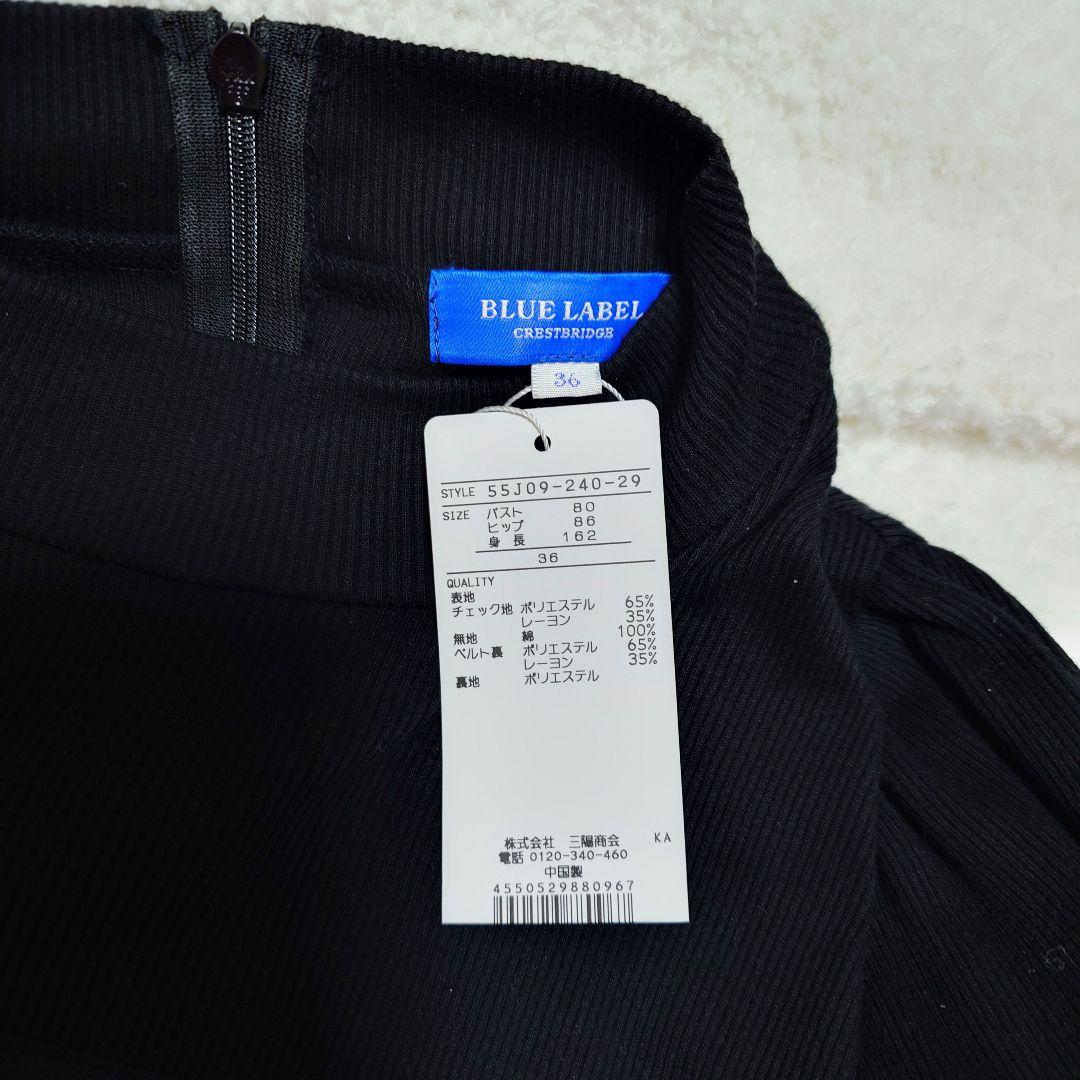 BLUE LABEL
CRESTBRIDGE
36
STYLE 55J09-240-29
SIZE バスト 80
ヒップ 86
身長 162
36
QUALITY
表地
チェック地 ポリエステル 65%
レーヨン 35%
無地 綿 100%
ベルト裏 ポリエステル 65%
レーヨン 35%
裏地 ポリエステル
株式会社 三陽商会 KA
電話 0120-340-460
中国製
4550529880967